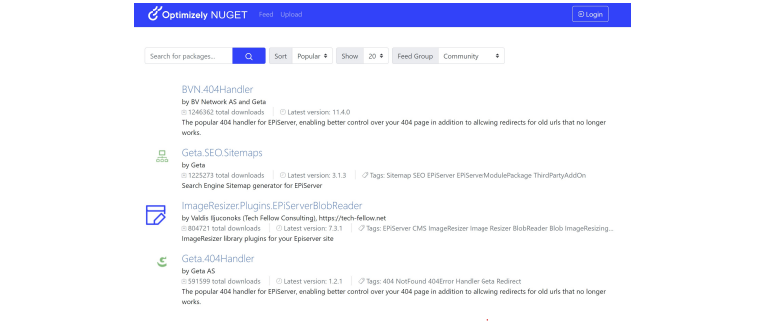 Optimizely NUGET Feed Upload Login
Search for packages... Sort Popular Show 20 Feed Group Community
BVN.404Handler
by BV Network AS and Geta
1246362 total downloads Latest version: 11.4.0
The popular 404 handler for EPiServer, enabling better control over your 404 page in addition to allcwing redirects for old urls that no longer
works.
Geta.SEO.Sitemaps
by Geta
1225273 total downloads Latest version: 3.1.3 Tags: Sitemap SEO EPiServer EPiServerModulePackage ThirdPartyAddOn
Search Engine Sitemap generator for EPiServer
ImageResizer.Plugins.EPiServerBlobReader
by Valdis Iljuconoks (Tech Fellow Consulting), https://tech-fellow.net
804721 total downloads Latest version: 7.3.1 Tags: EPiServer CMS ImageResizer Image Resizer BlobReader Blob ImageResizing...
ImageResizer library plugins for your Episerver site
Geta.404Handler
by Geta AS
591599 total downloads Latest version: 1.2.1 Tags: 404 NotFound 404Error Handler Geta Redirect
The popular 404 handler for EPiServer, enabling better control over your 404 page in addition to allcwing redirects for old urls that no longer
works.